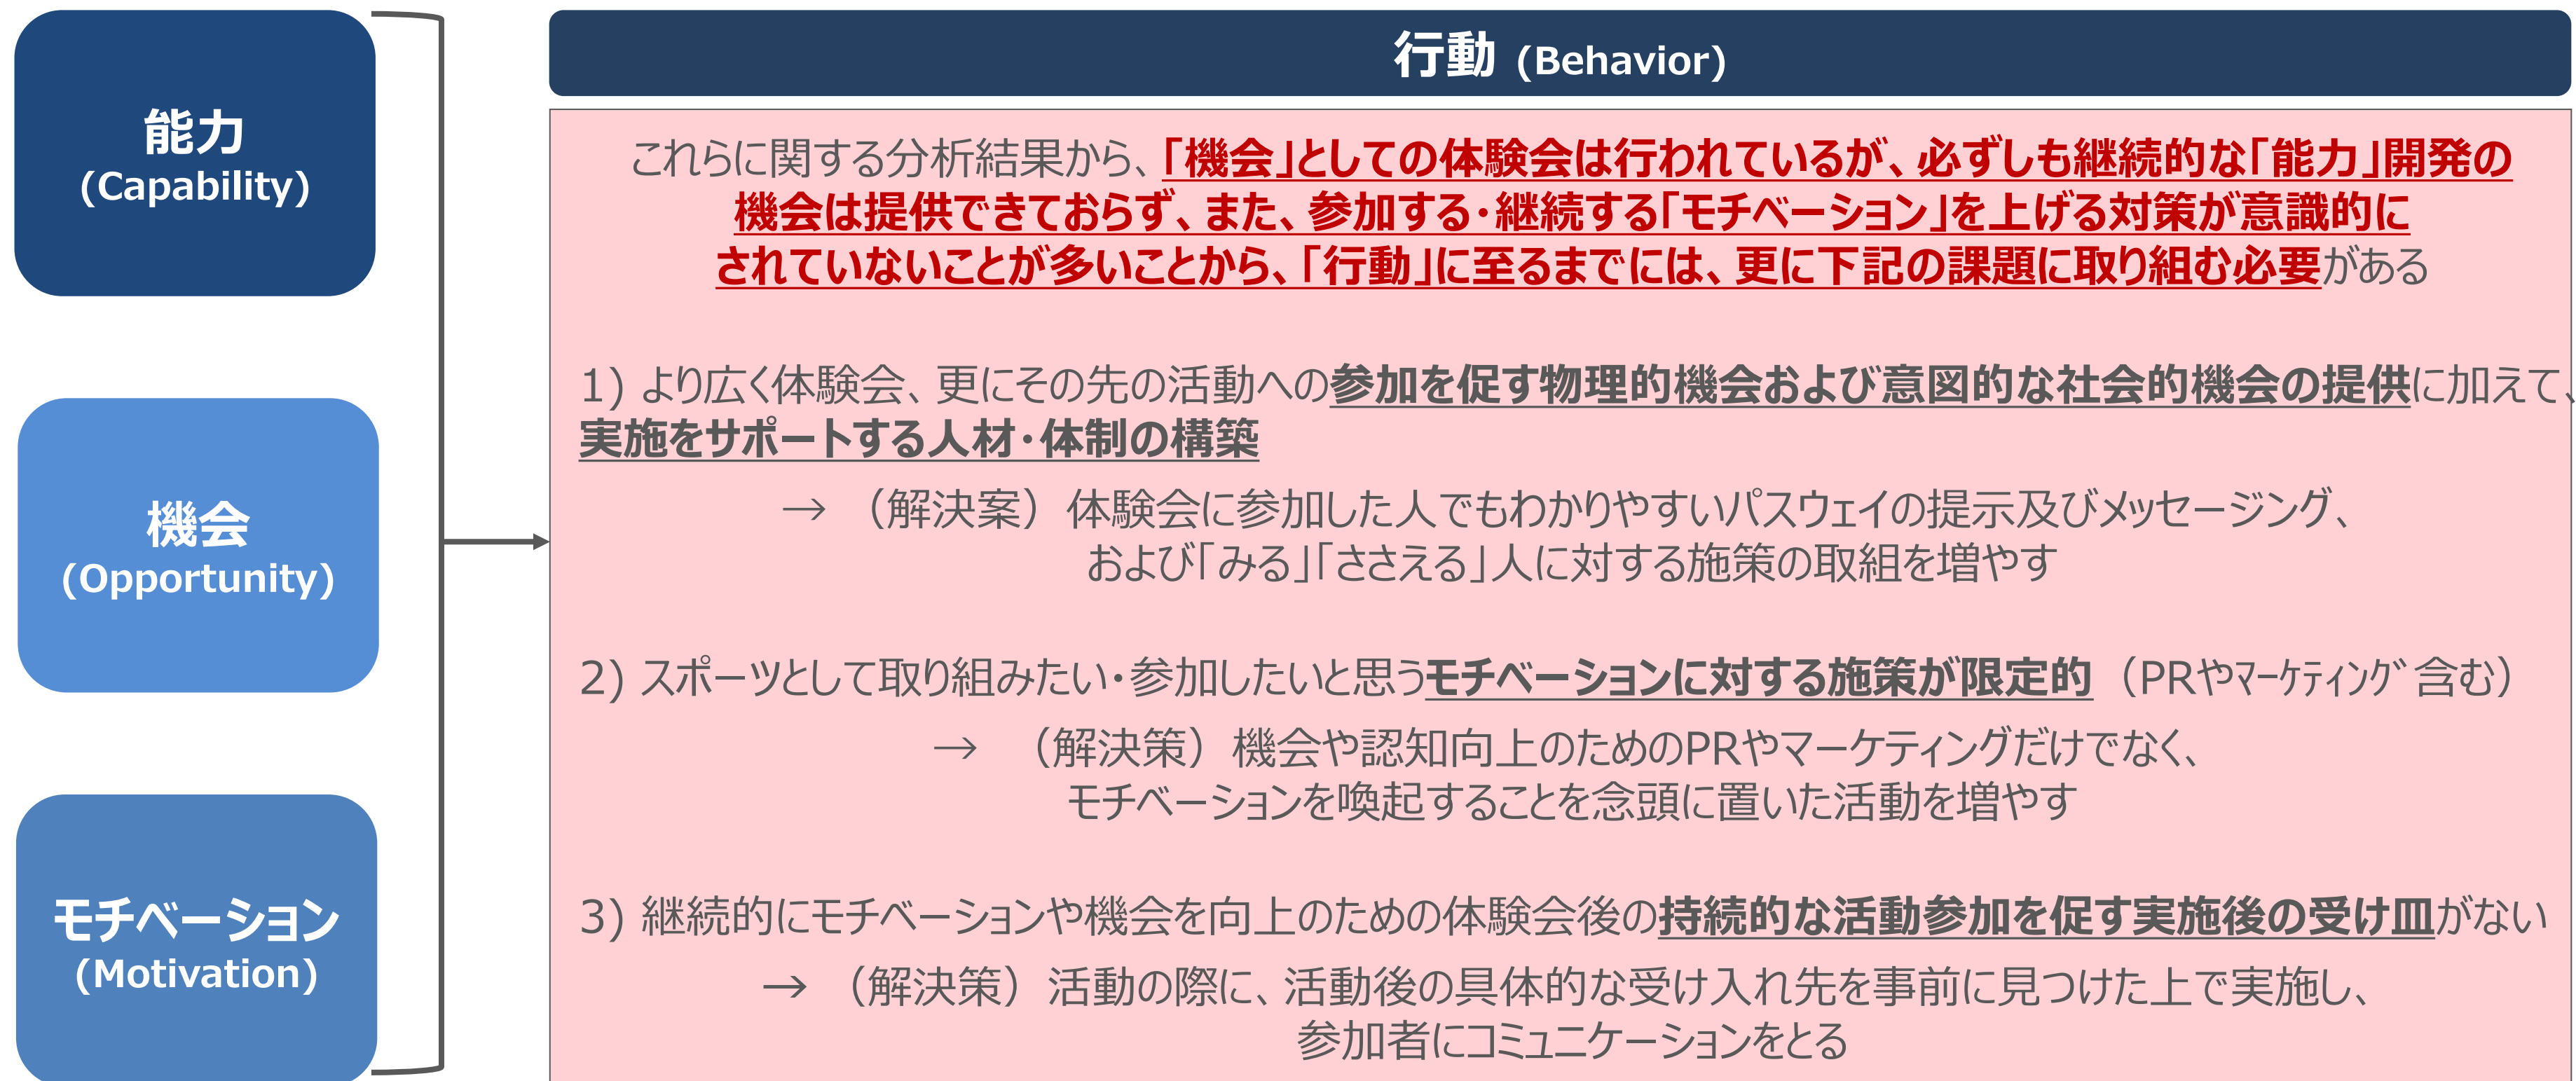 能力
(Capability)
機会
(Opportunity)
モチベーション
(Motivation)
行動 (Behavior)
これらに関する分析結果から、「機会」としての体験会は行われているが、必ずしも継続的な「能力」開発の
機会は提供できておらず、また、参加する・継続する「モチベーション」を上げる対策が意識的に
されていないことが多いことから、「行動」に至るまでには、更に下記の課題に取り組む必要がある
1) より広く体験会、更にその先の活動への参加を促す物理的機会および意図的な社会的機会の提供に加えて、
実施をサポートする人材・体制の構築
→ （解決案）体験会に参加した人でもわかりやすいパスウェイの提示及びメッセージング、
および「みる」「ささえる」人に対する施策の取組を増やす
2) スポーツとして取り組みたい・参加したいと思うモチベーションに対する施策が限定的（PRやﾏｰｹﾃｨﾝｸﾞ含む）
→ （解決策）機会や認知向上のためのPRやマーケティングだけでなく、
モチベーションを喚起することを念頭に置いた活動を増やす
3) 継続的にモチベーションや機会を向上のための体験会後の持続的な活動参加を促す実施後の受け皿がない
→ （解決策）活動の際に、活動後の具体的な受け入れ先を事前に見つけた上で実施し、
参加者にコミュニケーションをとる